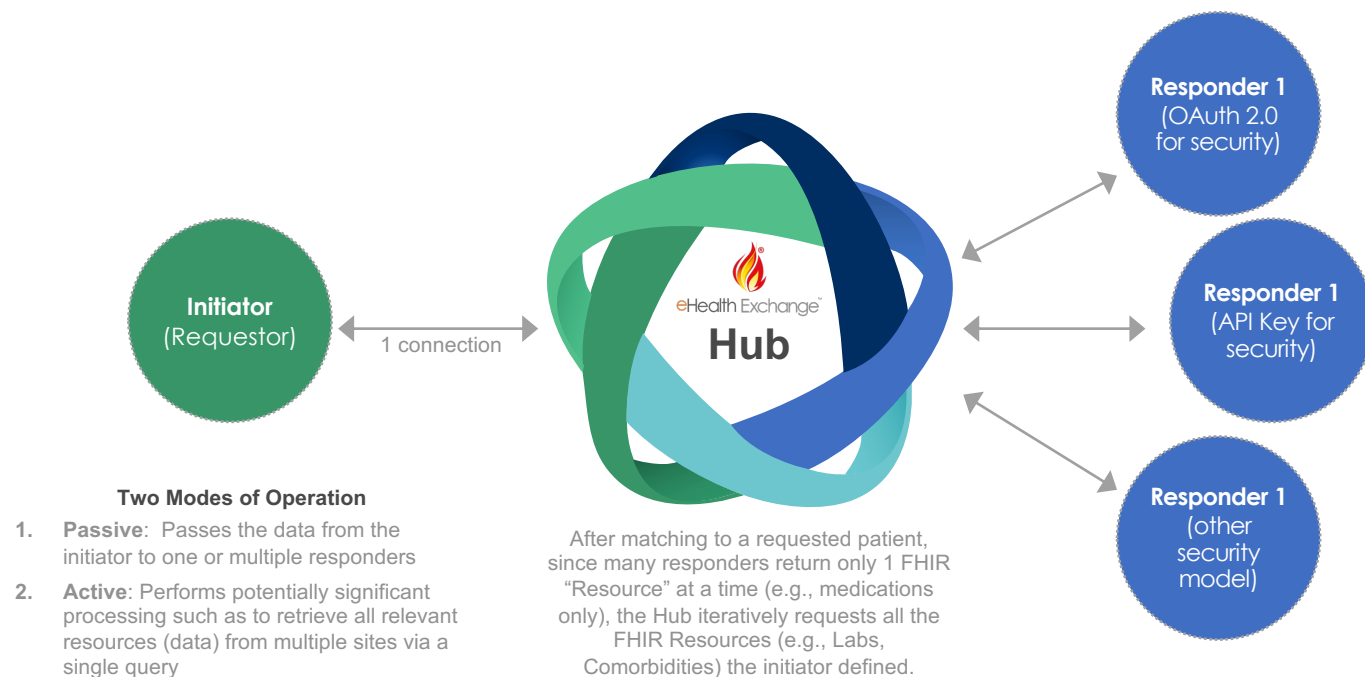 Initiator
(Requestor)
1 connection
®
eHealth Exchange™
Hub
Responder 1
(OAuth 2.0
for security)
Responder 1
(API Key for
security)
Responder 1
(other
security
model)
Two Modes of Operation
1. Passive: Passes the data from the
initiator to one or multiple responders
2. Active: Performs potentially significant
processing such as to retrieve all relevant
resources (data) from multiple sites via a
single query
After matching to a requested patient,
since many responders return only 1 FHIR
“Resource” at a time (e.g., medications
only), the Hub iteratively requests all the
FHIR Resources (e.g., Labs,
Comorbidities) the initiator defined.